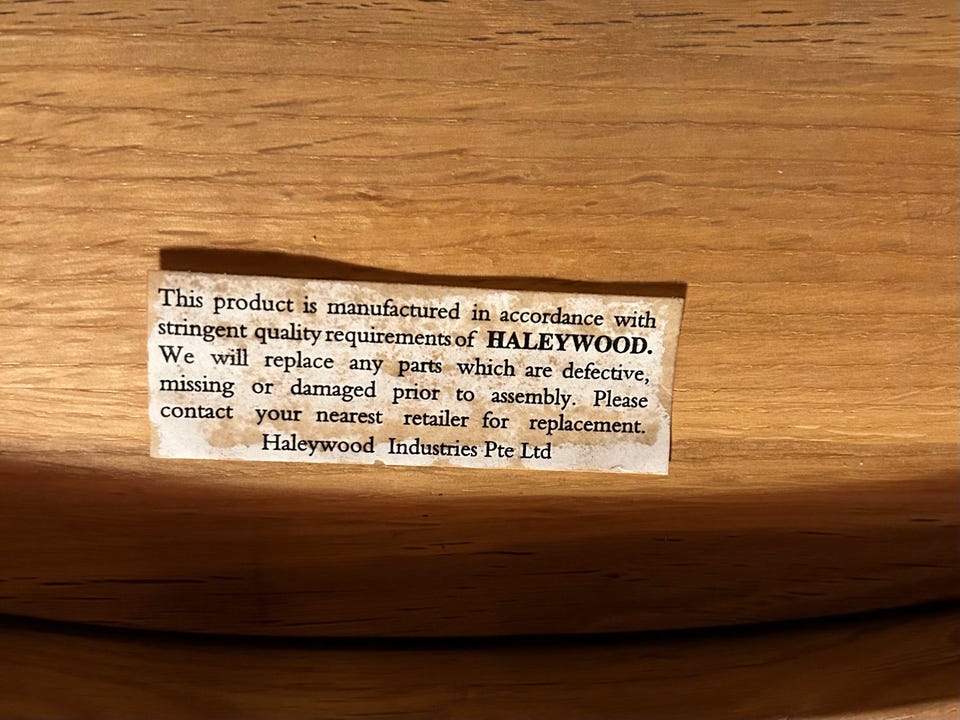 This product is manufactured in accordance with
stringent quality requirements of HALEYWOOD.
We will replace any parts which are defective,
missing or damaged prior to assembly. Please
contact your nearest retailer for replacement.
Haleywood Industries Pte Ltd